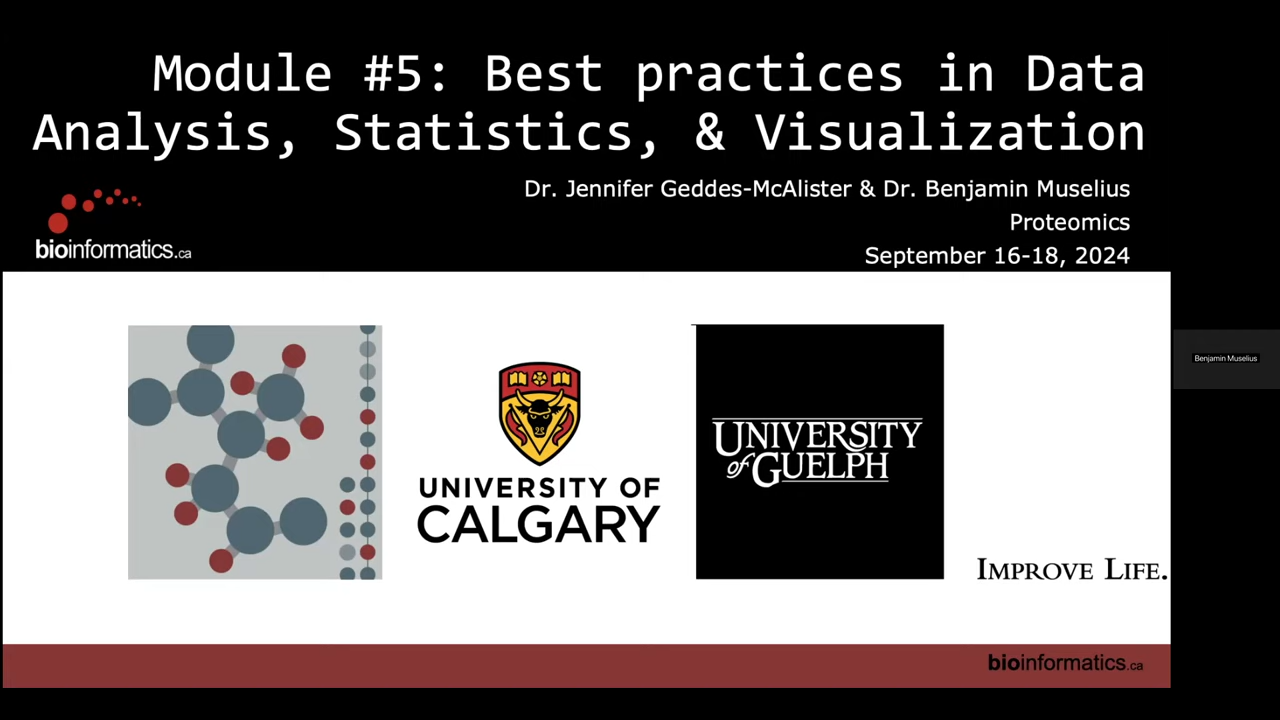 Module #5: Best practices in Data
Analysis, Statistics, & Visualization
Dr. Jennifer Geddes-McAlister & Dr. Benjamin Muselius
Proteomics
September 16-18, 2024
bioinformatics.ca
Benjamin Muselius
UNIVERSITY OF
CALGARY
UNIVERSITY
of GUELPH
IMPROVE LIFE.
bioinformatics.ca